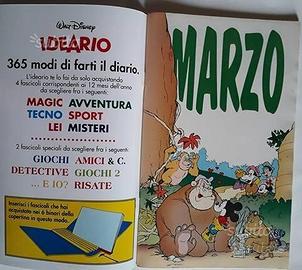 WALT DISNEY
IDEARIO
365 modi di farti il diario.
L'ideario te lo fai da solo acquistando
4 fascicoli corrispondenti ai 12 mesi dell'anno
da scegliere fra i seguenti:
MAGIC AVVENTURA
TECNO SPORT
LEI MISTERI
2 fascicoli speciali da scegliere fra i seguenti:
GIOCHI AMICI & C.
DETECTIVE GIOCHI 2
... E IO? RISATE
Inserisci i fascicoli che hai
acquistato nei 6 binari della
copertina in questo modo.
MARZO